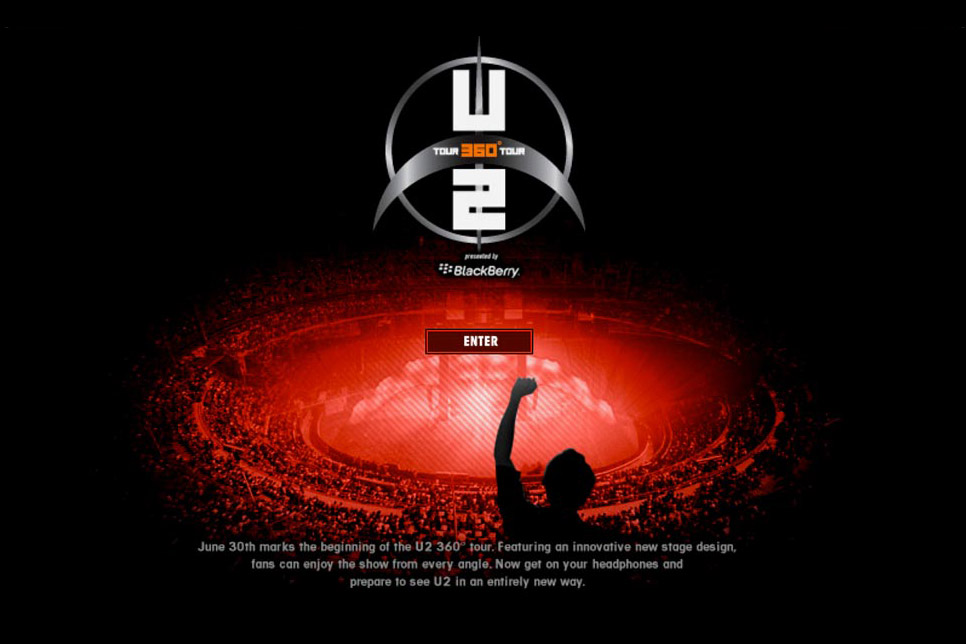 U
TOUR 360° TOUR
2
presented by
BlackBerry.
ENTER
June 30th marks the beginning of the U2 360° tour. Featuring an innovative new stage design,
fans can enjoy the show from every angle. Now get on your headphones and
prepare to see U2 in an entirely new way.